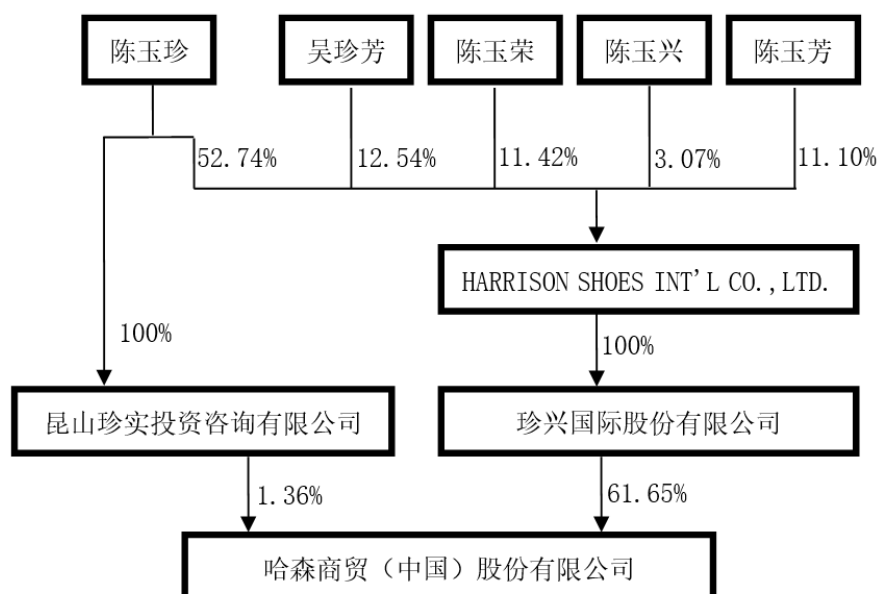 陈玉珍
吴珍芳
陈玉荣
陈玉兴
陈玉芳
52.74%
12.54%
11.42%
3.07%
11.10%
HARRISON SHOES INT'L CO.,LTD.
100%
100%
昆山珍实投资咨询有限公司
珍兴国际股份有限公司
1.36%
61.65%
哈森商贸（中国）股份有限公司